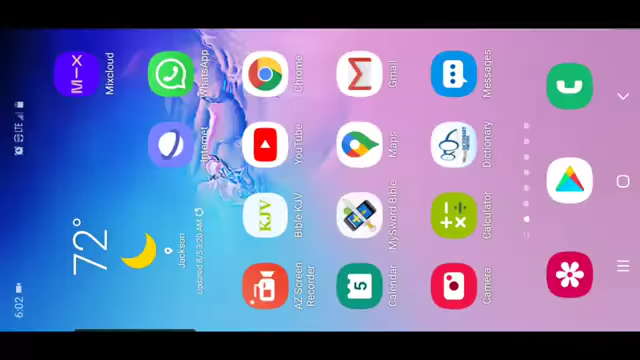 6:02
LTE
72°
Jackson
Updated 8/5 3:20 AM
M-X
Mixcloud
WhatsApp
Internet
Chrome
YouTube
KJV
Bible KJV
AZ Screen
Recorder
Gmail
Maps
MySword Bible
5
Calendar
Messages
Dictionary
Calculator
Camera